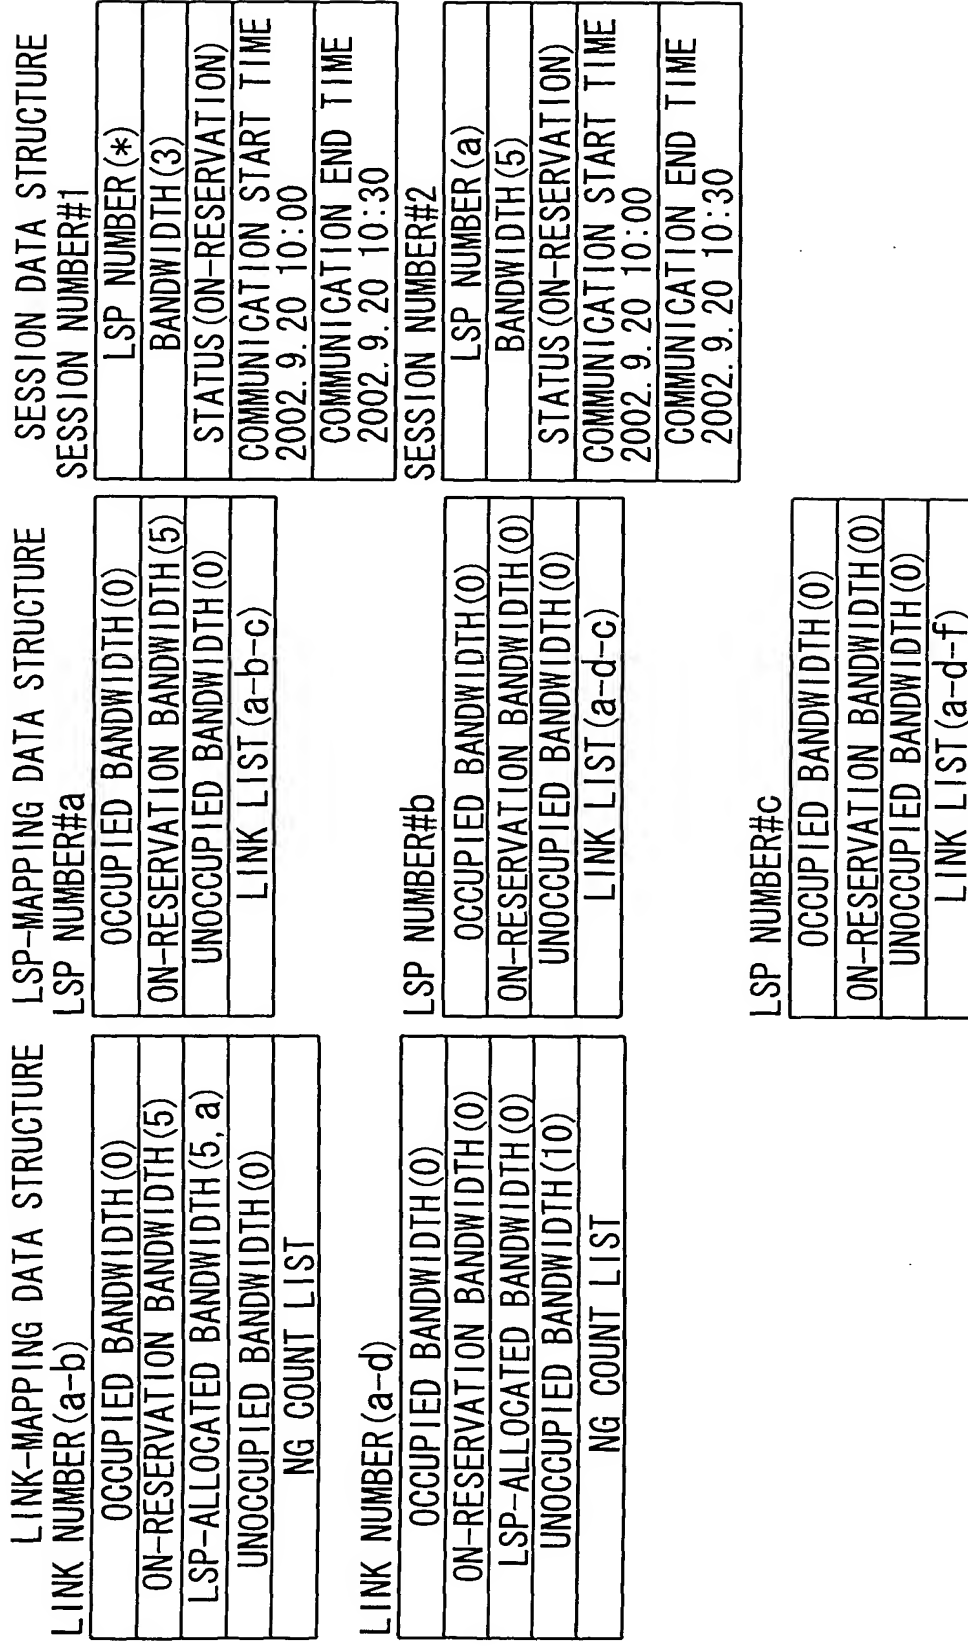 LINK-MAPPING DATA STRUCTURE
LINK NUMBER(a-b)
OCCUPIED BANDWIDTH(0)
ON-RESERVATION BANDWIDTH(5)
LSP-ALLOCATED BANDWIDTH(5, a)
UNOCCUPIED BANDWIDTH(0)
NG COUNT LIST
LINK NUMBER(a-d)
OCCUPIED BANDWIDTH(0)
ON-RESERVATION BANDWIDTH(0)
LSP-ALLOCATED BANDWIDTH(0)
UNOCCUPIED BANDWIDTH(10)
NG COUNT LIST
LSP-MAPPING DATA STRUCTURE
LSP NUMBER#a
OCCUPIED BANDWIDTH(0)
ON-RESERVATION BANDWIDTH(5)
UNOCCUPIED BANDWIDTH(0)
LINK LIST(a-b-c)
LSP NUMBER#b
OCCUPIED BANDWIDTH(0)
ON-RESERVATION BANDWIDTH(0)
UNOCCUPIED BANDWIDTH(0)
LINK LIST(a-d-c)
LSP NUMBER#c
OCCUPIED BANDWIDTH(0)
ON-RESERVATION BANDWIDTH(0)
UNOCCUPIED BANDWIDTH(0)
LINK LIST(a-d-f)
SESSION DATA STRUCTURE
SESSION NUMBER#1
LSP NUMBER(*)
BANDWIDTH(3)
STATUS(ON-RESERVATION)
COMMUNICATION START TIME
2002. 9. 20 10:00
COMMUNICATION END TIME
2002. 9. 20 10:30
SESSION NUMBER#2
LSP NUMBER(a)
BANDWIDTH(5)
STATUS(ON-RESERVATION)
COMMUNICATION START TIME
2002. 9. 20 10:00
COMMUNICATION END TIME
2002. 9. 20 10:30